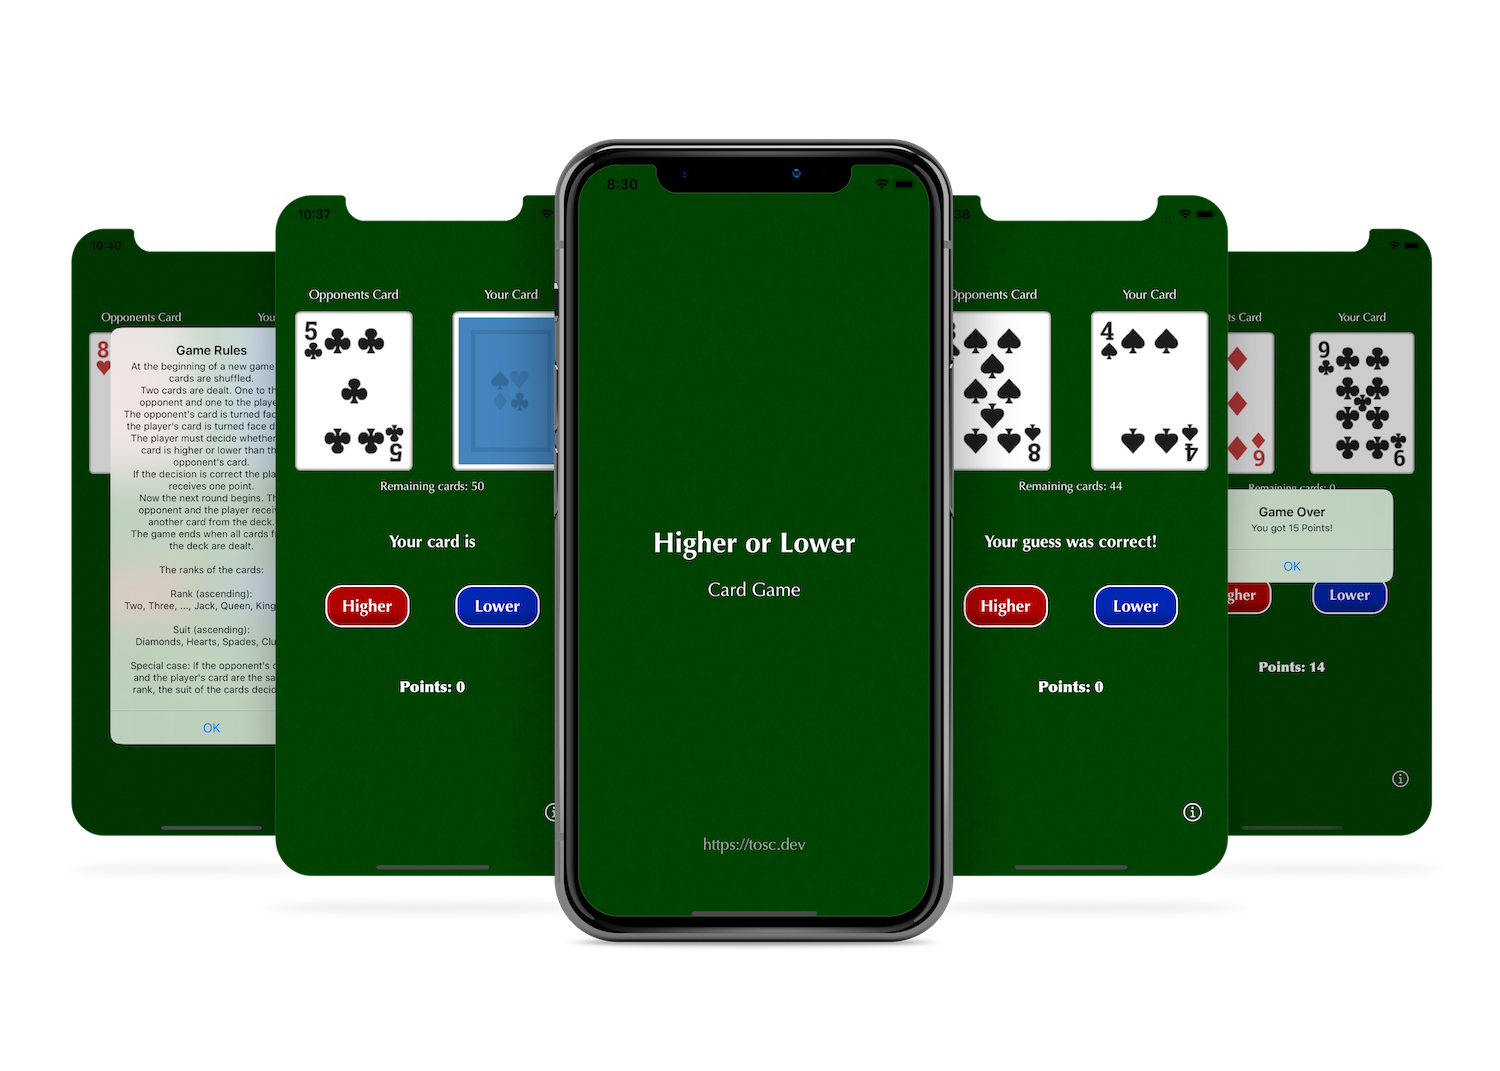 10:40
Opponents Card
You
8
Game Rules
At the beginning of a new game
cards are shuffled.
Two cards are dealt. One to th
opponent and one to the playe
The opponent's card is turned fac
the player's card is turned face d
The player must decide whether
card is higher or lower than th
opponent's card.
If the decision is correct the pla
receives one point.
Now the next round begins. Th
opponent and the player recei
another card from the deck.
The game ends when all cards f
the deck are dealt.
The ranks of the cards:
Rank (ascending):
Two, Three, ..., Jack, Queen, King
Suit (ascending):
Diamonds, Hearts, Spades, Clu
Special case: If the opponent's c
and the player's card are the sa
rank, the suit of the cards decid
OK
10:37
Opponents Card
Your Card
5
5
Remaining cards: 50
Your card is
Higher
Lower
Points: 0
8:30
Higher or Lower
Card Game
https://tosc.dev
38
Opponents Card
Your Card
8
4
4
Remaining cards: 44
Your guess was correct!
Higher
Lower
Points: 0
ts Card
Your Card
9
9
9
Remaining cards: 0
Game Over
You got 15 Points!
OK
gher
Lower
Points: 14